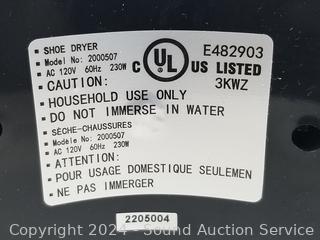 ▪ SHOE DRYER
▪ Model No: 2000507
▪ AC 120V 60Hz 230W
▪ CAUTION:
▪ HOUSEHOLD USE ONLY
▪ DO NOT IMMERSE IN WATER
▪ SÈCHE-CHAUSSURES
▪ Modèle No: 2000507
▪ AC 120V 60Hz 230W
▪ ATTENTION:
▪ POUR USAGE DOMESTIQUE SEULEMEN
▪ NE PAS IMMERGER
C UL US LISTED
E482903
3KWZ
2205004
Copyright © 2024 - Sound Auction Service